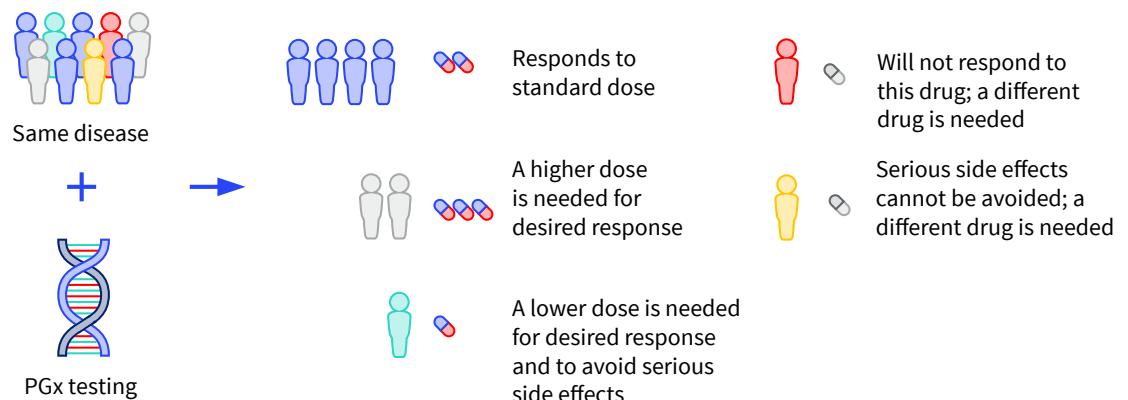 Same disease
+
PGx testing
Responds to
standard dose
A higher dose
is needed for
desired response
A lower dose is needed
for desired response
and to avoid serious
side effects
Will not respond to
this drug; a different
drug is needed
Serious side effects
cannot be avoided; a
different drug is needed